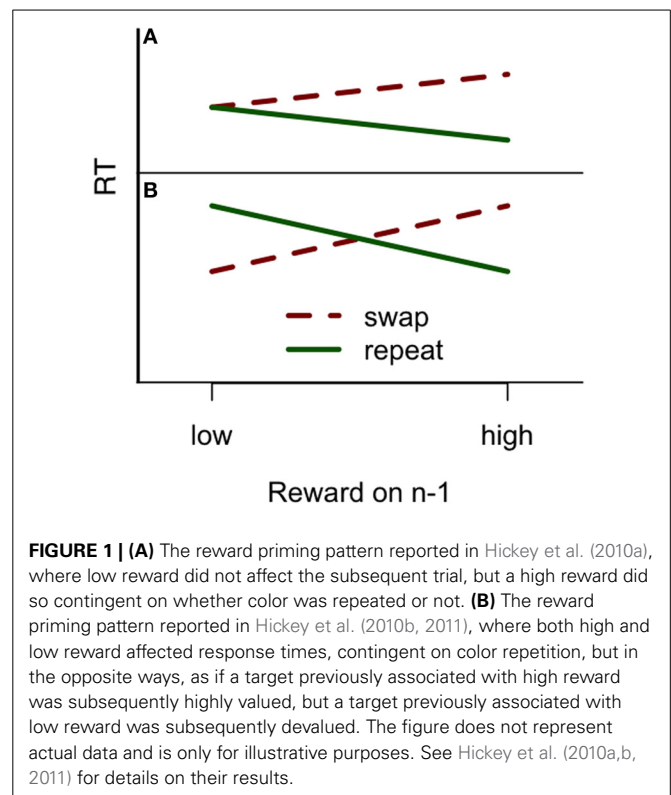 A
RT
B
swap
repeat
low high
Reward on n-1
FIGURE 1 | (A) The reward priming pattern reported in Hickey et al. (2010a),
where low reward did not affect the subsequent trial, but a high reward did
so contingent on whether color was repeated or not. (B) The reward
priming pattern reported in Hickey et al. (2010b, 2011), where both high and
low reward affected response times, contingent on color repetition, but in
the opposite ways, as if a target previously associated with high reward
was subsequently highly valued, but a target previously associated with
low reward was subsequently devalued. The figure does not represent
actual data and is only for illustrative purposes. See Hickey et al. (2010a,b,
2011) for details on their results.